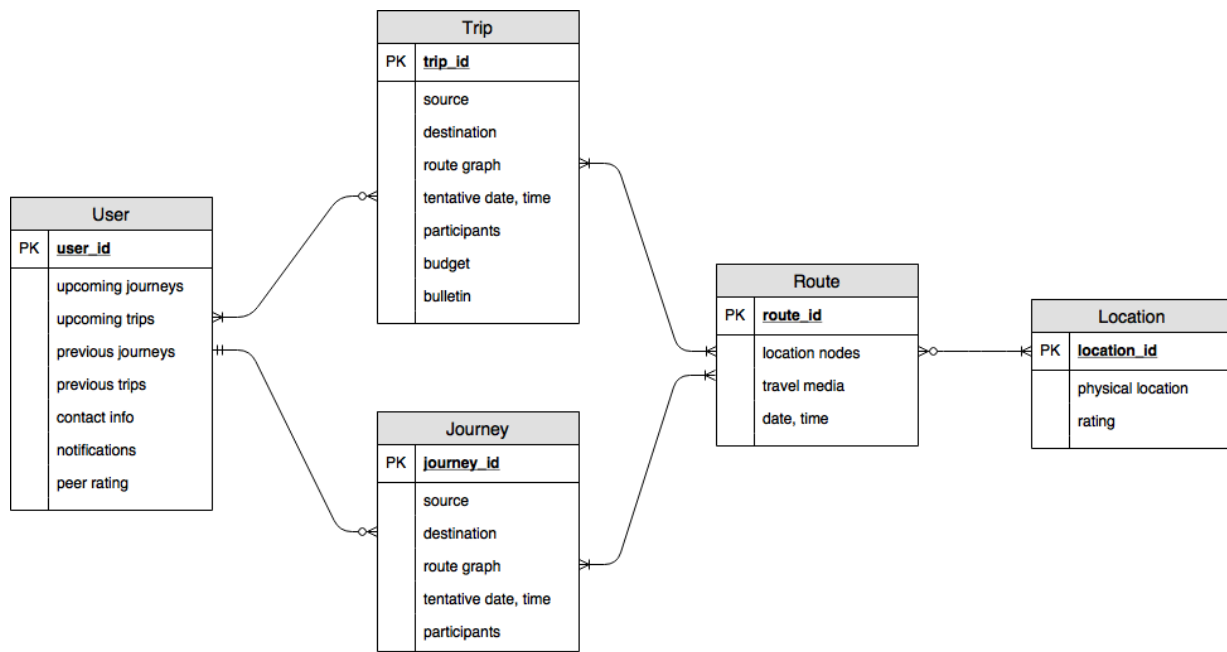 Trip
PK trip_id
source
destination
route graph
tentative date, time
participants
budget
bulletin
User
PK user_id
upcoming journeys
upcoming trips
previous journeys
previous trips
contact info
notifications
peer rating
Journey
PK journey_id
source
destination
route graph
tentative date, time
participants
Route
PK route_id
location nodes
travel media
date, time
Location
PK location_id
physical location
rating